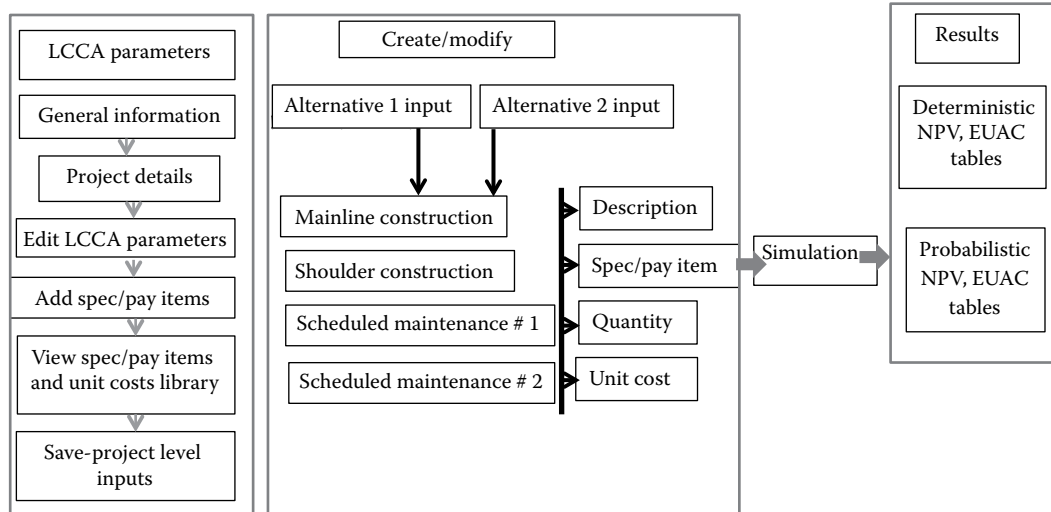 LCCA parameters
General information
Project details
Edit LCCA parameters
Add spec/pay items
View spec/pay items
and unit costs library
Save-project level
inputs
Create/modify
Alternative 1 input
Alternative 2 input
Mainline construction
Shoulder construction
Scheduled maintenance # 1
Scheduled maintenance # 2
Description
Spec/pay item
Quantity
Unit cost
Simulation
Results
Deterministic
NPV, EUAC
tables
Probabilistic
NPV, EUAC
tables